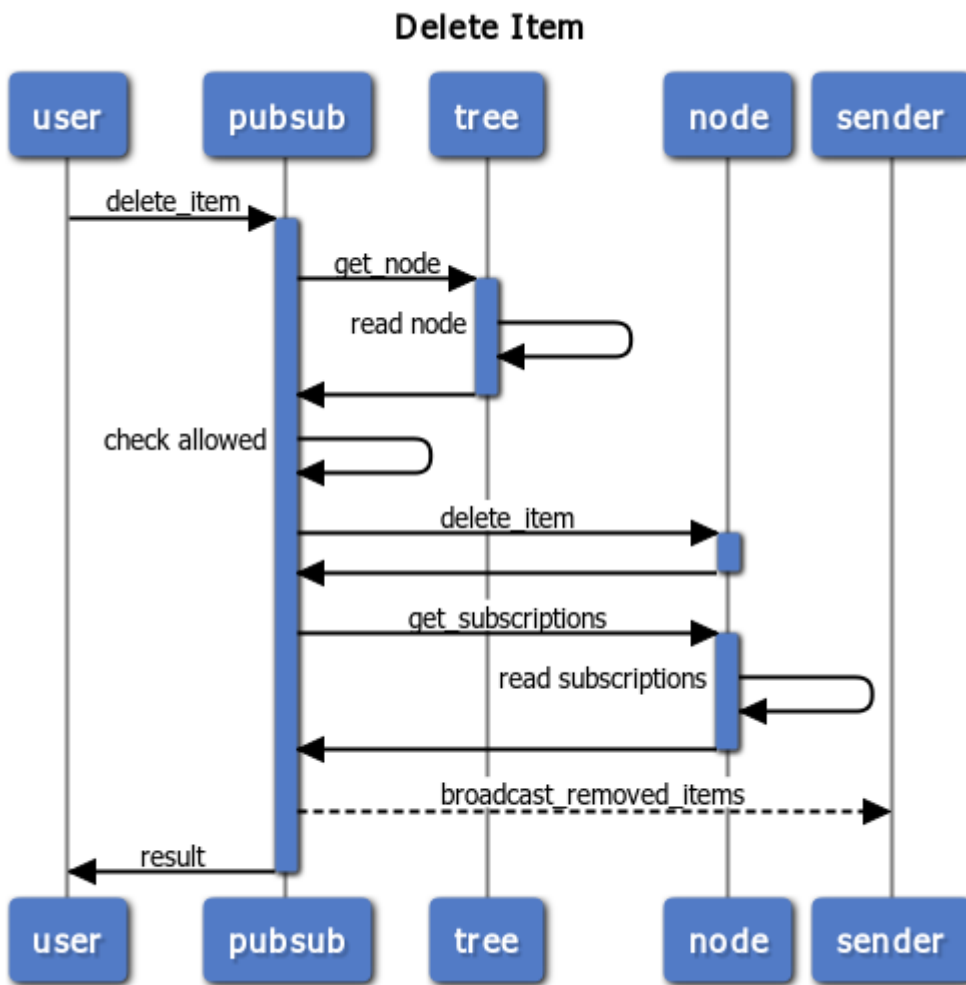 Delete Item
user pubsub tree node sender
delete_item
get_node
read node
check allowed
delete_item
get_subscriptions
read subscriptions
broadcast_removed_items
result
user pubsub tree node sender